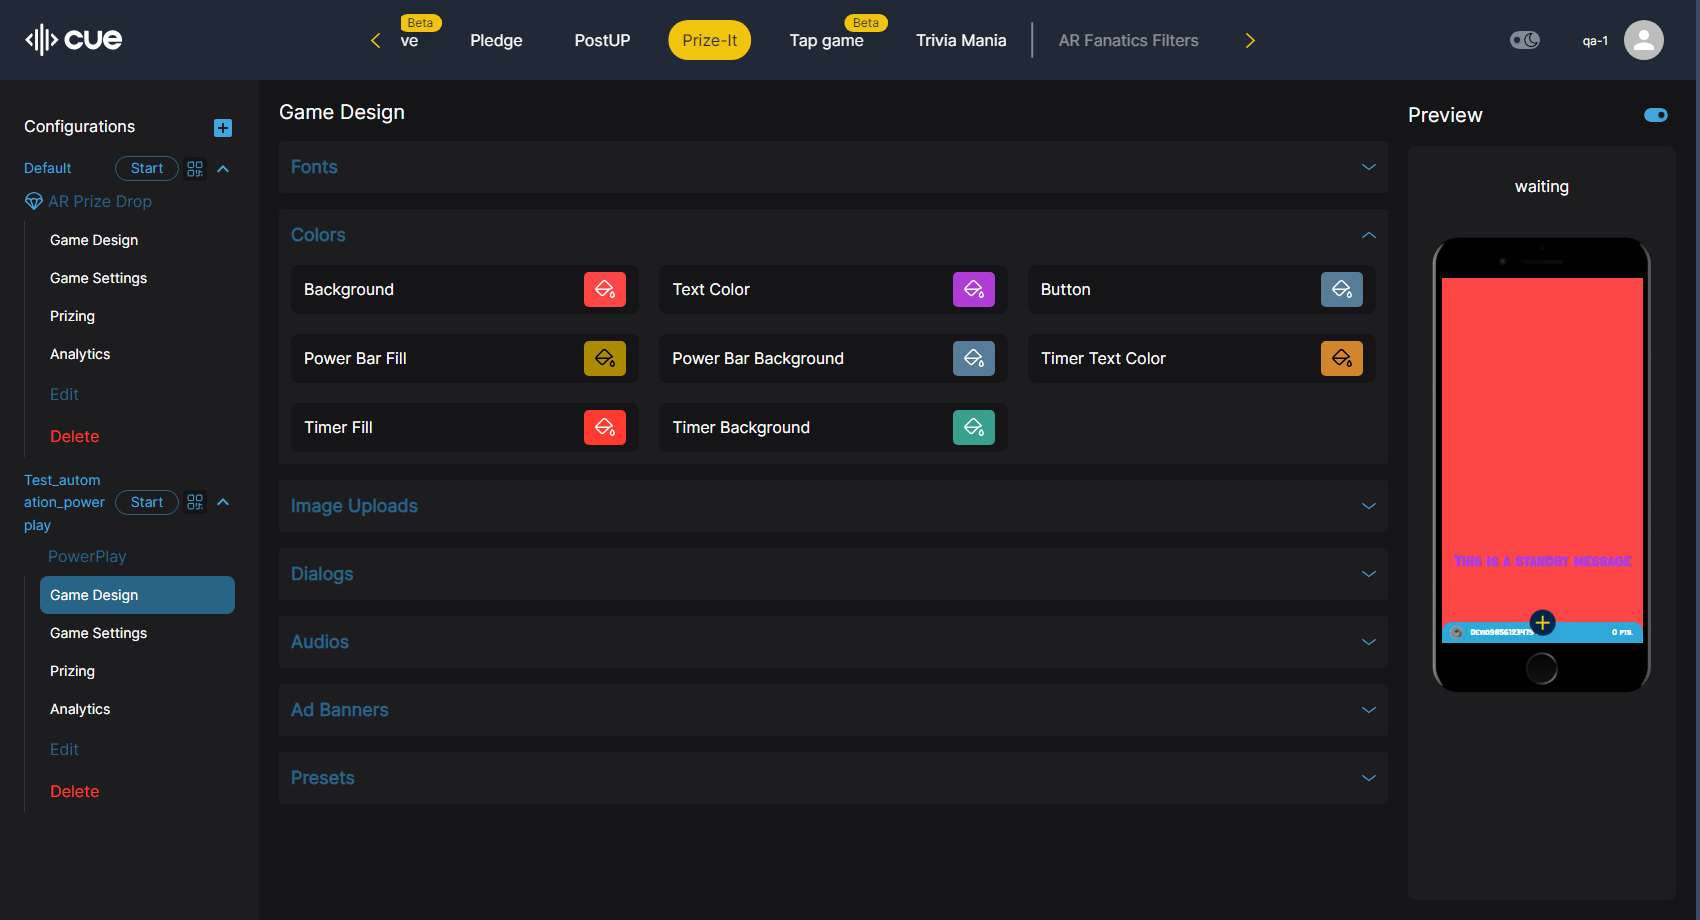 cue
Beta
ve
Pledge
PostUP
Prize-It
Beta
Tap game
Trivia Mania
AR Fanatics Filters
qa-1
Configurations
Default
Start
AR Prize Drop
Game Design
Game Settings
Prizing
Analytics
Edit
Delete
Test_autom
ation_power
play
Start
PowerPlay
Game Design
Game Settings
Prizing
Analytics
Edit
Delete
Game Design
Fonts
Colors
Background
Text Color
Button
Power Bar Fill
Power Bar Background
Timer Text Color
Timer Fill
Timer Background
Image Uploads
Dialogs
Audios
Ad Banners
Presets
Preview
waiting
THIS IS A STANDBY MESSAGE
0 PTS.